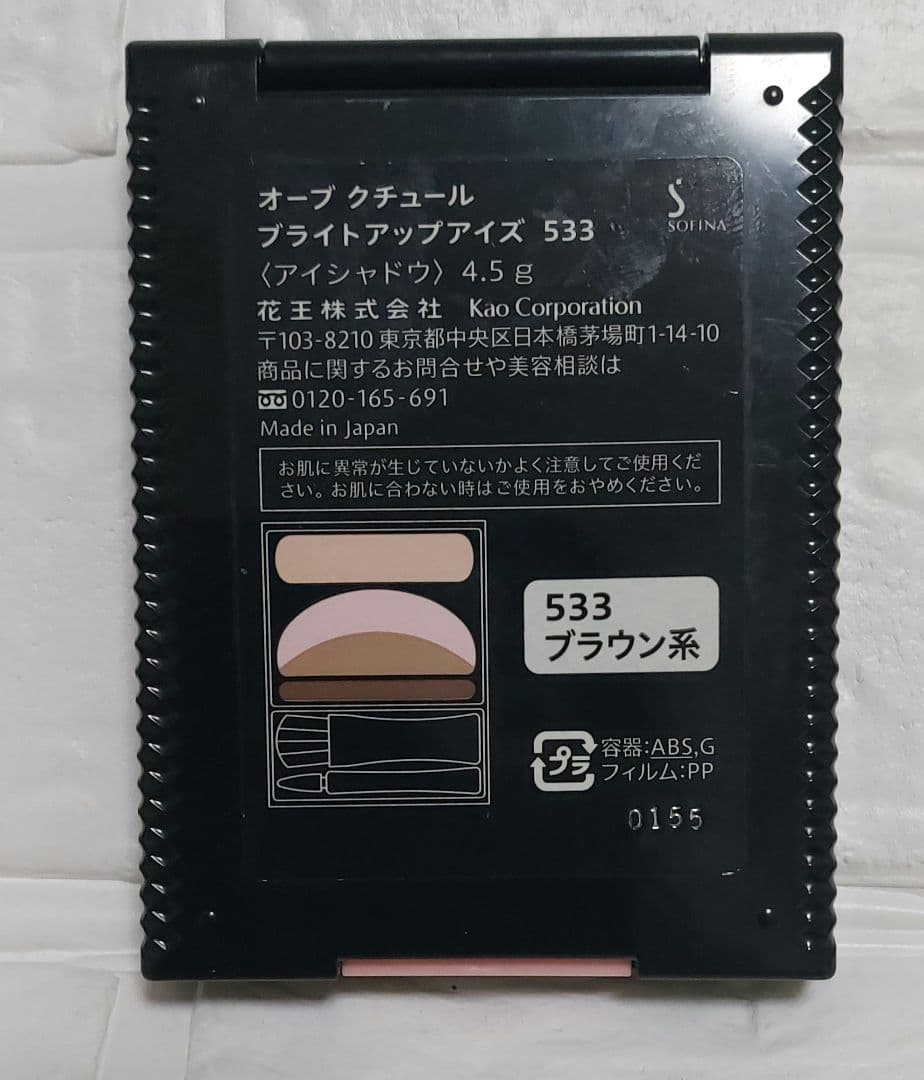 オーブ クチュール
ブライトアップアイズ 533
〈アイシャドウ〉4.5g
S
SOFINA
花王株式会社 Kao Corporation
〒103-8210 東京都中央区日本橋茅場町1-14-10
商品に関するお問合せや美容相談は
0120-165-691
Made in Japan
お肌に異常が生じていないかよく注意してご使用くだ
さい。お肌に合わない時はご使用をおやめください。
533
ブラウン系
プラ
容器:ABS,G
フィルム:PP
0155